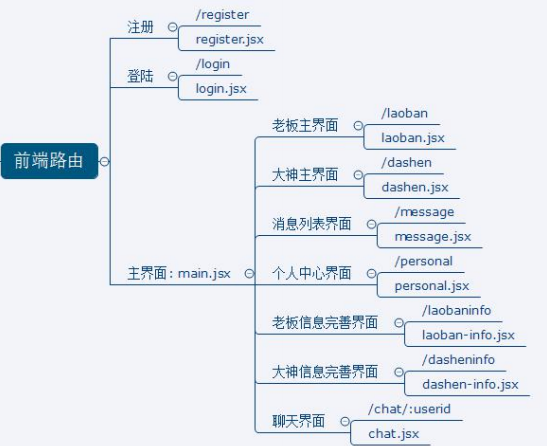 前端路由
注册
/register
register.jsx
登陆
/login
login.jsx
主界面：main.jsx
老板主界面
/laoban
laoban.jsx
大神主界面
/dashen
dashen.jsx
消息列表界面
/message
message.jsx
个人中心界面
/personal
personal.jsx
老板信息完善界面
/laobaninfo
laoban-info.jsx
大神信息完善界面
/dasheninfo
dashen-info.jsx
聊天界面
/chat/:userid
chat.jsx